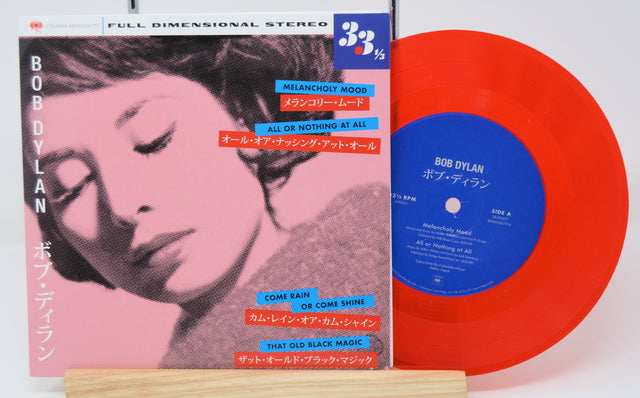 FULL DIMENSIONAL STEREO
33 1/3
BOB DYLAN
ボブ・ディラン
MELANCHOLY MOOD
メランコリー・ムード
ALL OR NOTHING AT ALL
オール・オア・ナッシング・アット・オール
COME RAIN
OR COME SHINE
カム・レイン・オア・カム・シャイン
THAT OLD BLACK MAGIC
ザット・オールド・ブラック・マジック
BOB DYLAN
ボブ・ディラン
3⅓ RPM
SIDE A
Melancholy Mood
All or Nothing at All